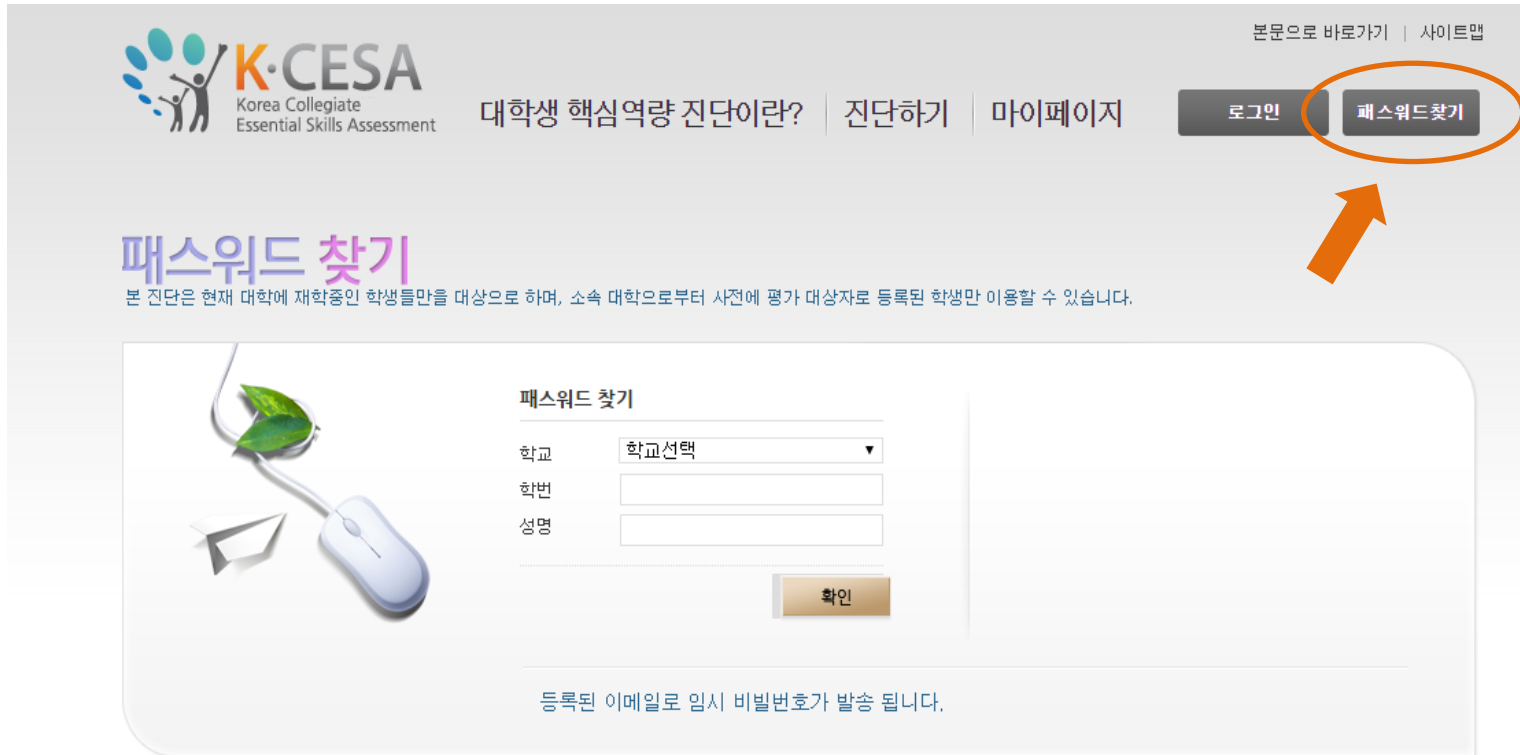 본문으로 바로가기 | 사이트맵
K·CESA
Korea Collegiate
Essential Skills Assessment
대학생 핵심역량 진단이란? 진단하기 마이페이지 로그인 패스워드찾기
패스워드 찾기
본 진단은 현재 대학에 재학중인 학생들만을 대상으로 하며, 소속 대학으로부터 사전에 평가 대상자로 등록된 학생만 이용할 수 있습니다.
패스워드 찾기
학교 학교선택
학번
성명
확인
등록된 이메일로 임시 비빌번호가 발송 됩니다.